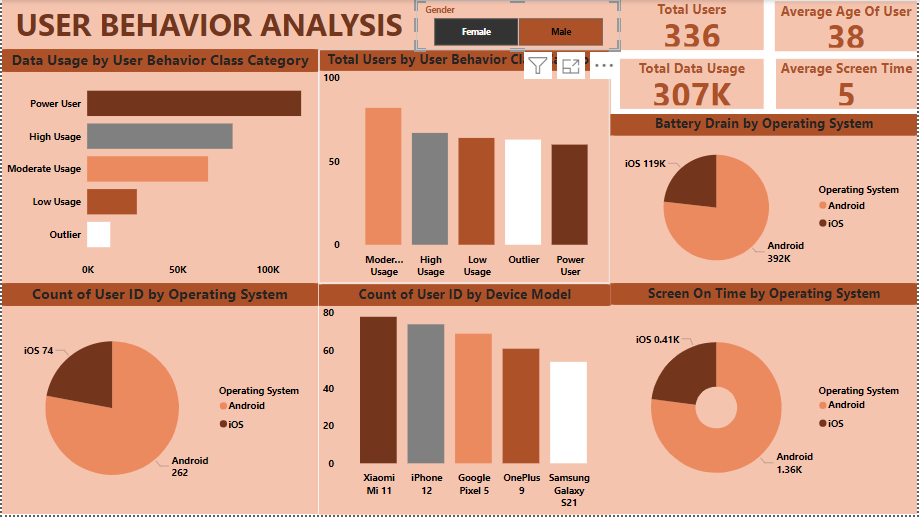 USER BEHAVIOR ANALYSIS
Gender
Female
Male
Total Users
336
Average Age Of User
38
Total Data Usage
307K
Average Screen Time
5
Data Usage by User Behavior Class Category
Power User
High Usage
Moderate Usage
Low Usage
Outlier
0K
50K
100K
Total Users by User Behavior
100
50
0
Moder...
Usage
High
Usage
Low
Usage
Outlier
Power
User
Battery Drain by Operating System
iOS 119K
Android
392K
Operating System
Android
iOS
Count of User ID by Operating System
iOS 74
Android
262
Operating System
Android
iOS
Count of User ID by Device Model
80
60
40
20
0
Xiaomi
Mi 11
iPhone
12
Google
Pixel 5
OnePlus
9
Samsung
Galaxy
S21
Screen On Time by Operating System
iOS 0.41K
Android
1.36K
Operating System
Android
iOS